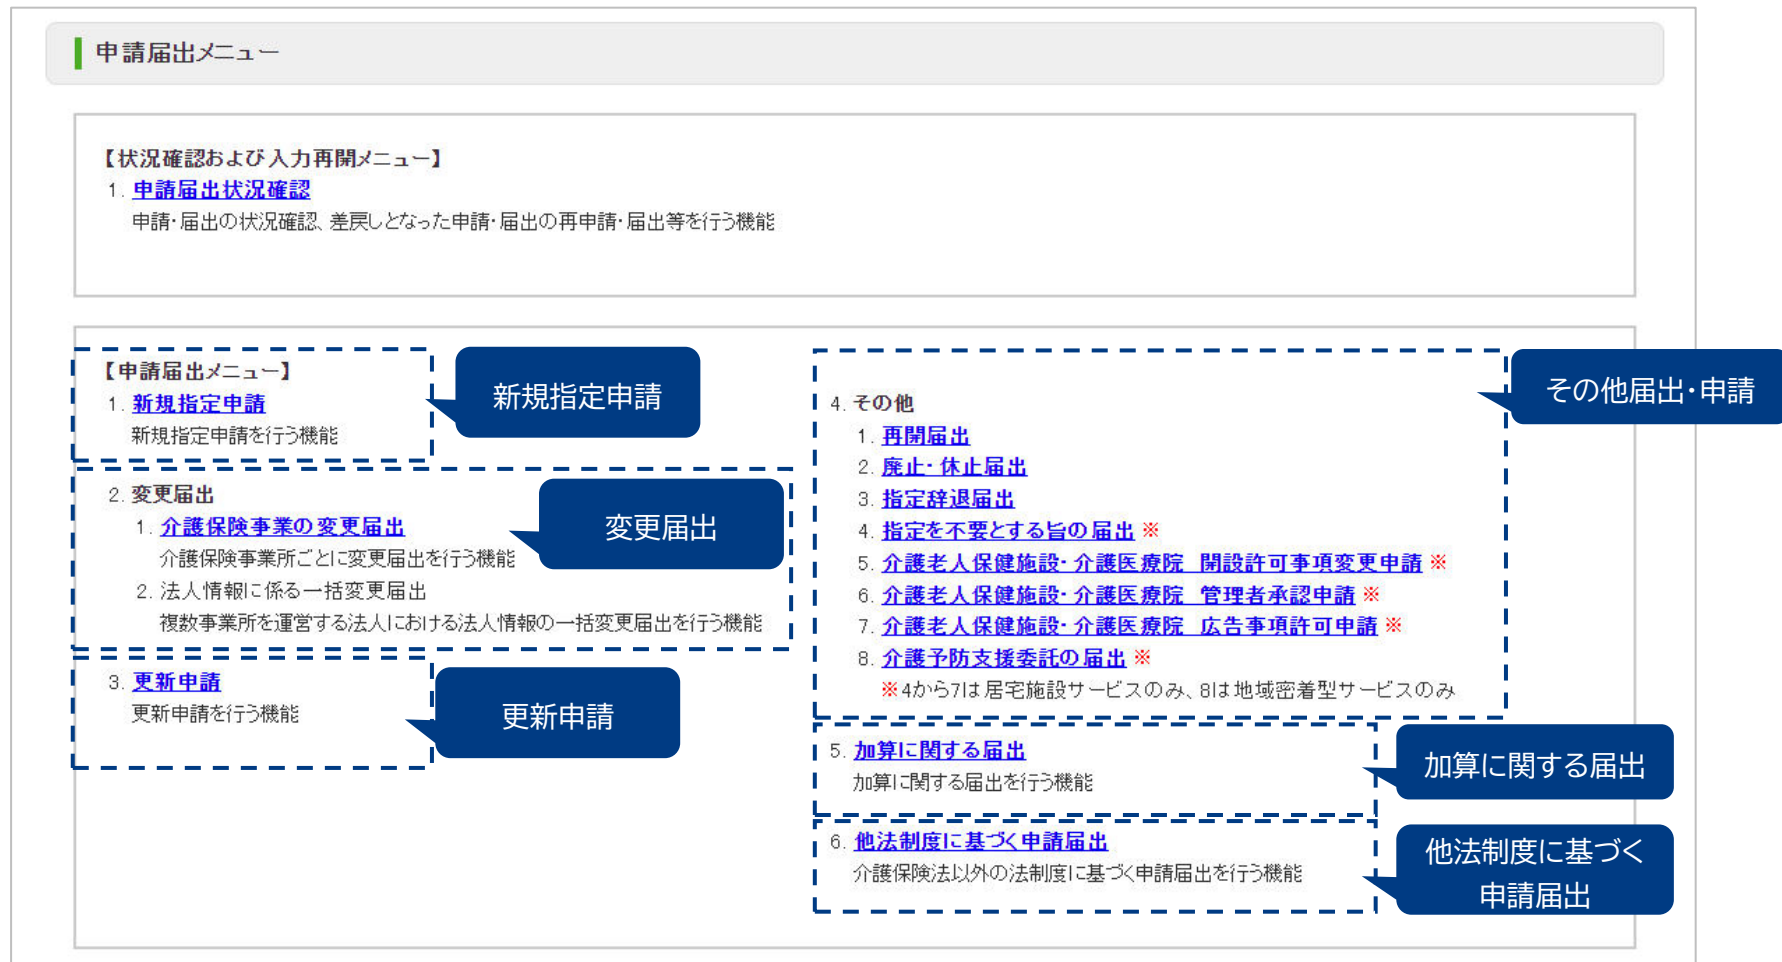 申請届出メニュー
【状況確認および入力再開メニュー】
1. 申請届出状況確認
申請・届出の状況確認、差戻しとなった申請・届出の再申請・届出等を行う機能
【申請届出メニュー】
1. 新規指定申請
新規指定申請を行う機能
新規指定申請
2. 変更届出
1. 介護保険事業の変更届出
介護保険事業所ごとに変更届出を行う機能
2. 法人情報に係る一括変更届出
複数事業所を運営する法人における法人情報の一括変更届出を行う機能
変更届出
3. 更新申請
更新申請を行う機能
更新申請
4. その他
1. 再開届出
2. 廃止・休止届出
3. 指定辞退届出
4. 指定を不要とする旨の届出 ※
5. 介護老人保健施設・介護医療院　開設許可事項変更申請 ※
6. 介護老人保健施設・介護医療院　管理者承認申請 ※
7. 介護老人保健施設・介護医療院　広告事項許可申請 ※
8. 介護予防支援委託の届出 ※
※4から7は居宅施設サービスのみ、8は地域密着型サービスのみ
その他届出・申請
5. 加算に関する届出
加算に関する届出を行う機能
加算に関する届出
6. 他法制度に基づく申請届出
介護保険法以外の法制度に基づく申請届出を行う機能
他法制度に基づく
申請届出